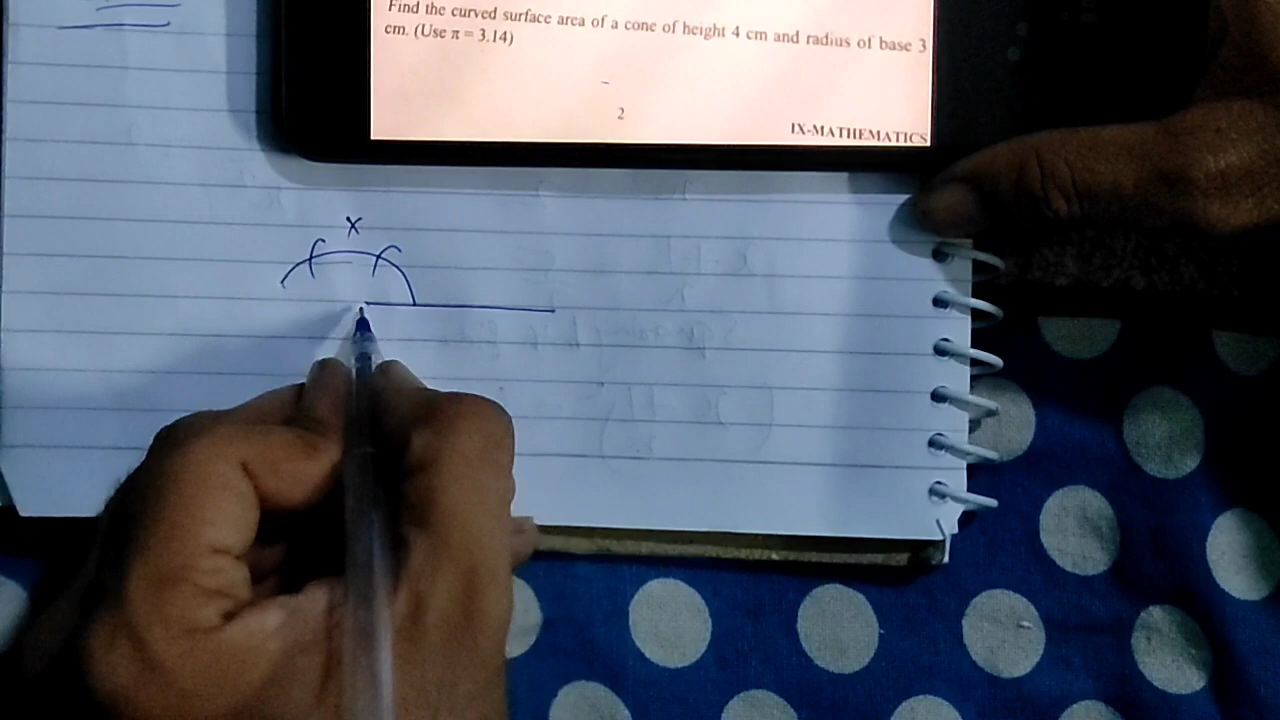 Find the curved surface area of a cone of height 4 cm and radius of base 3
cm. (Use π = 3.14)
2
IX-MATHEMATICS
x